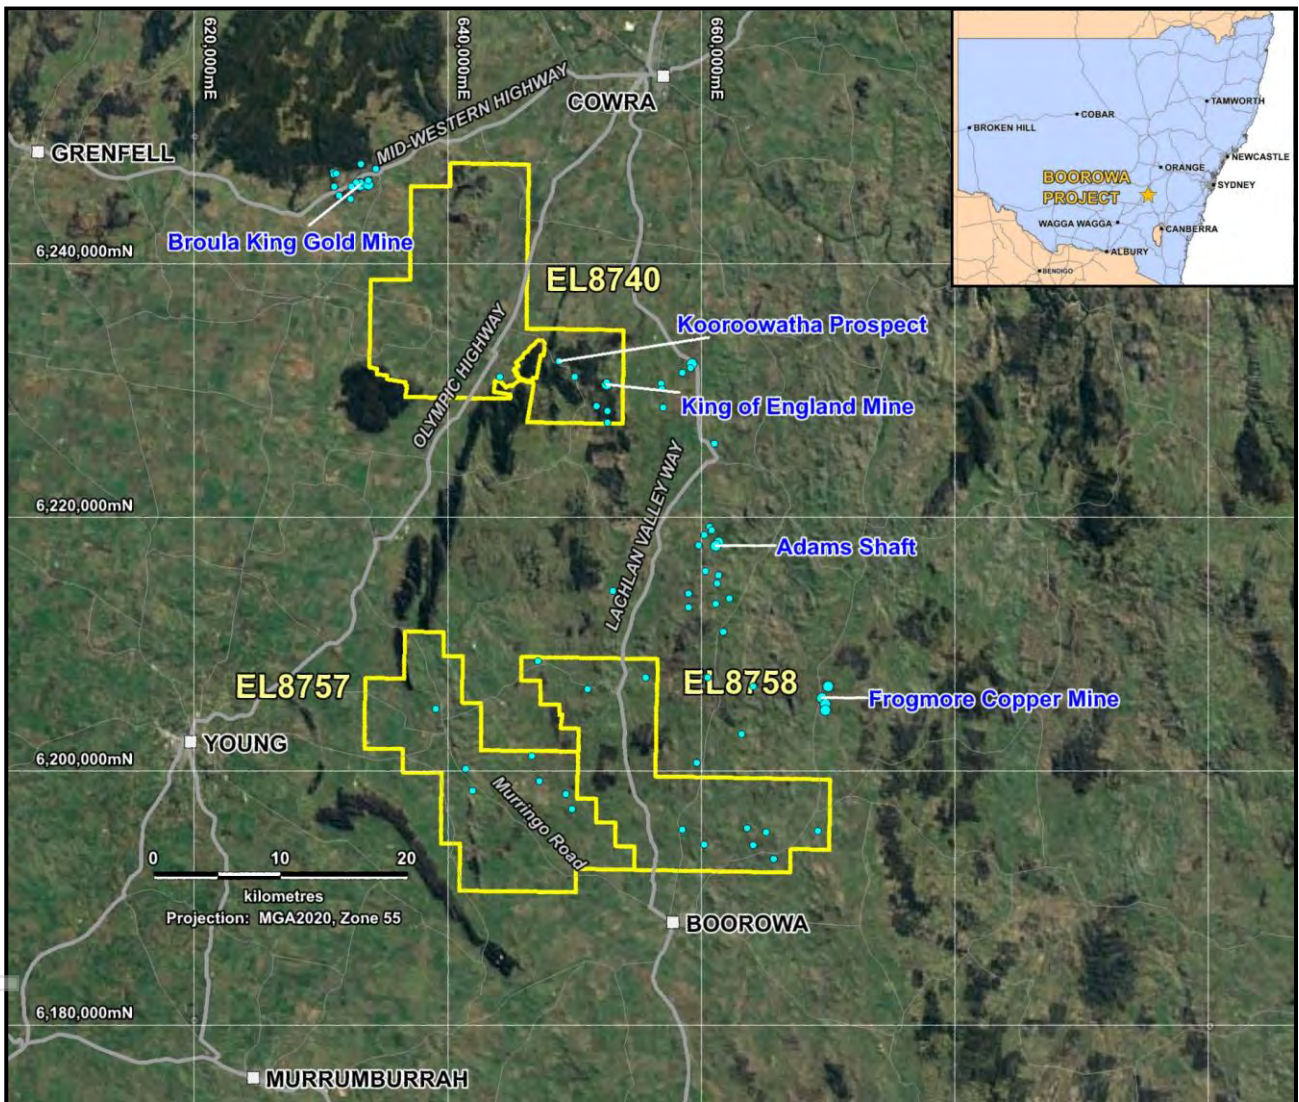 620,000mE
640,000mE
660,000mE
MID-WESTERN HIGHWAY
COWRA
GRENFELL
Broula King Gold Mine
6,240,000mN
EL8740
Kooroowatha Prospect
OLYMPIC HIGHWAY
King of England Mine
LACHLAN VALLEY WAY
6,220,000mN
Adams Shaft
EL8757
EL8758
Frogmore Copper Mine
YOUNG
6,200,000mN
Murringo Road
0 10 20
kilometres
Projection: MGA2020, Zone 55
BOOROWA
6,180,000mN
MURRUMBURRAH
TAMWORTH
COBAR
BROKEN HILL
NEWCASTLE
ORANGE
BOOROWA
PROJECT
SYDNEY
WAGGA WAGGA
CANBERRA
ALBURY
BENDIGO